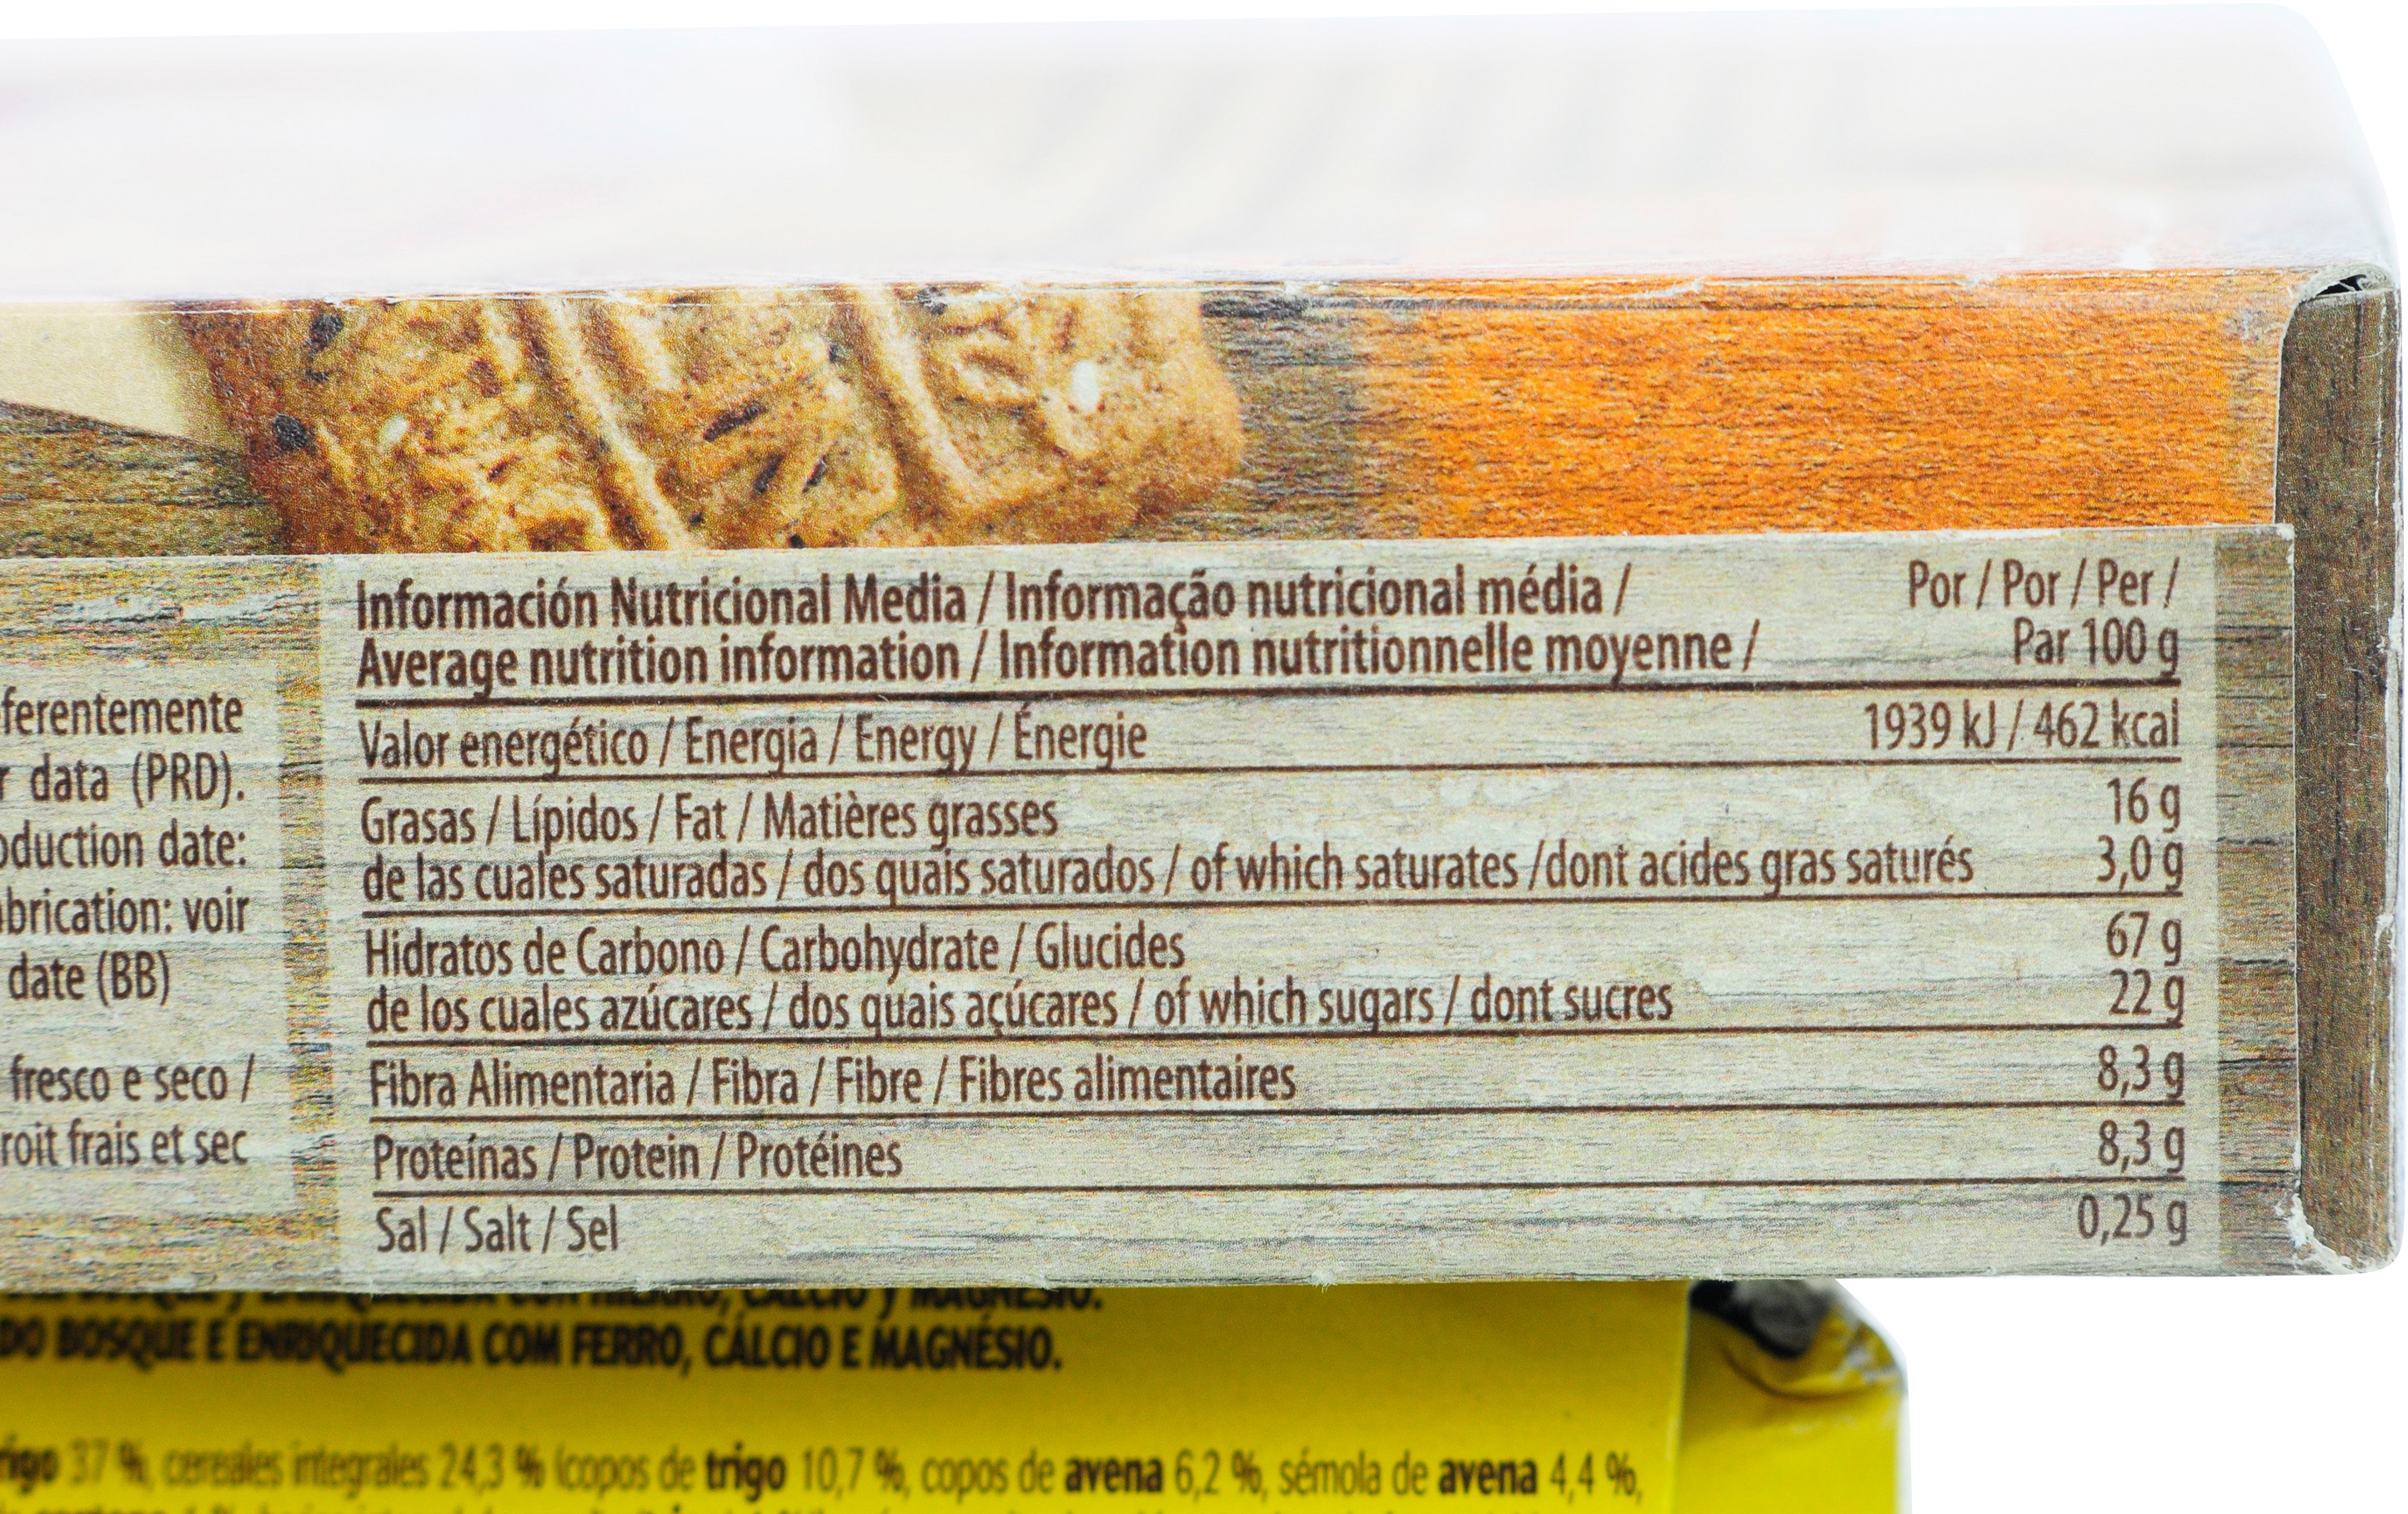 ferentemente
r data (PRD).
oduction date:
abrication: voir
date (BB)
fresco e seco /
roit frais et sec
Información Nutricional Media / Informação nutricional média /
Average nutrition information / Information nutritionnelle moyenne /
Por / Por / Per /
Par 100 g
Valor energético / Energia / Energy / Énergie 1939 kJ / 462 kcal
Grasas / Lípidos / Fat / Matières grasses 16 g
de las cuales saturadas / dos quais saturados / of which saturates /dont acides gras saturés 3,0 g
Hidratos de Carbono / Carbohydrate / Glucides 67 g
de los cuales azúcares / dos quais açúcares / of which sugars / dont sucres 22 g
Fibra Alimentaria / Fibra / Fibre / Fibres alimentaires 8,3 g
Proteínas / Protein / Protéines 8,3 g
Sal / Salt / Sel 0,25 g
CALCIO y MAGNESIO.
DO BOSQUE E ENRIQUECIDA COM FERRO, CÁLCIO E MAGNÉSIO.
rigo 37 %, cereales integrales 24,3 % (copos de trigo 10,7 %, copos de avena 6,2 %, sémola de avena 4,4 %,